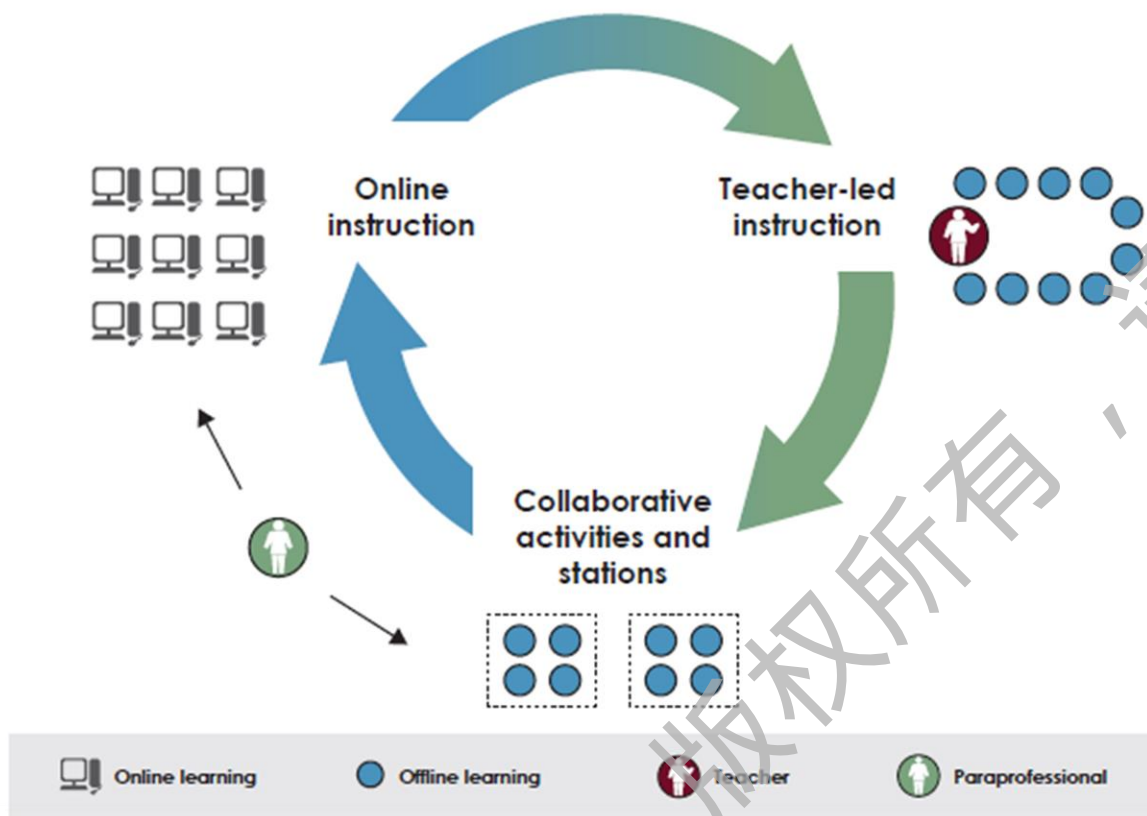 Online
instruction
Teacher-led
instruction
Collaborative
activities and
stations
Online learning
Offline learning
Teacher
Paraprofessional
版权所有，